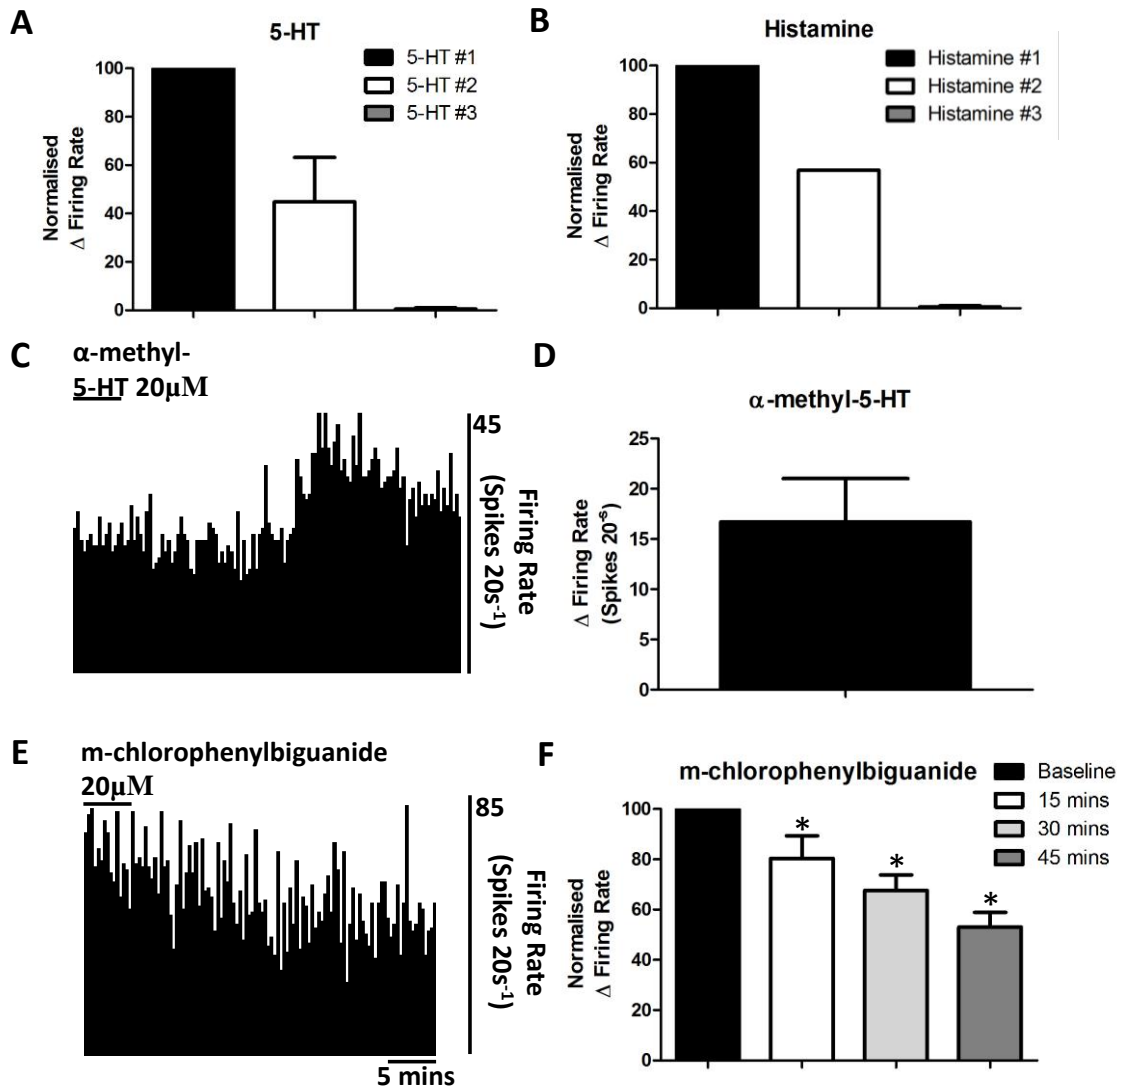 A
5-HT
5-HT #1
5-HT #2
5-HT #3
Normalised
Δ Firing Rate
100
80
60
40
20
0
B
Histamine
Histamine #1
Histamine #2
Histamine #3
Normalised
Δ Firing Rate
100
80
60
40
20
0
C
α-methyl-
5-HT 20μM
45
Firing Rate
(Spikes 20s⁻¹)
D
α-methyl-5-HT
Δ Firing Rate
(Spikes 20⁻ˢ)
25
20
15
10
5
0
E
m-chlorophenylbiguanide
20μM
85
Firing Rate
(Spikes 20s⁻¹)
5 mins
F
m-chlorophenylbiguanide
Baseline
15 mins
30 mins
45 mins
Normalised
Δ Firing Rate
100
80
60
40
20
0
*
*
*